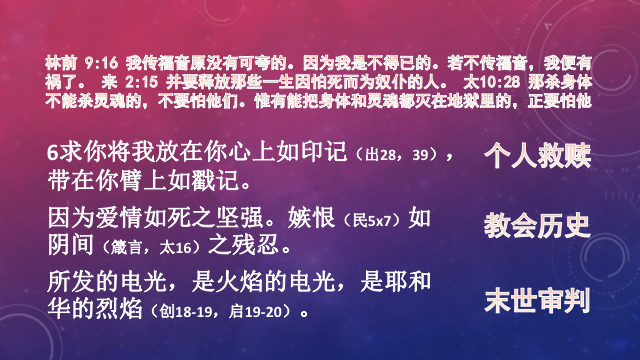 林前 9:16 我传福音原没有可夸的。因为我是不得已的。若不传福音，我便有
祸了。 来 2:15 并要释放那些一生因怕死而为奴仆的人。 太10:28 那杀身体
不能杀灵魂的，不要怕他们。惟有能把身体和灵魂都灭在地狱里的，正要怕他
6求你将我放在你心上如印记（出28，39），
带在你臂上如戳记。
个人救赎
因为爱情如死之坚强。嫉恨（民5x7）如
阴间（箴言，太16）之残忍。
教会历史
所发的电光，是火焰的电光，是耶和
华的烈焰（创18-19，启19-20）。
末世审判